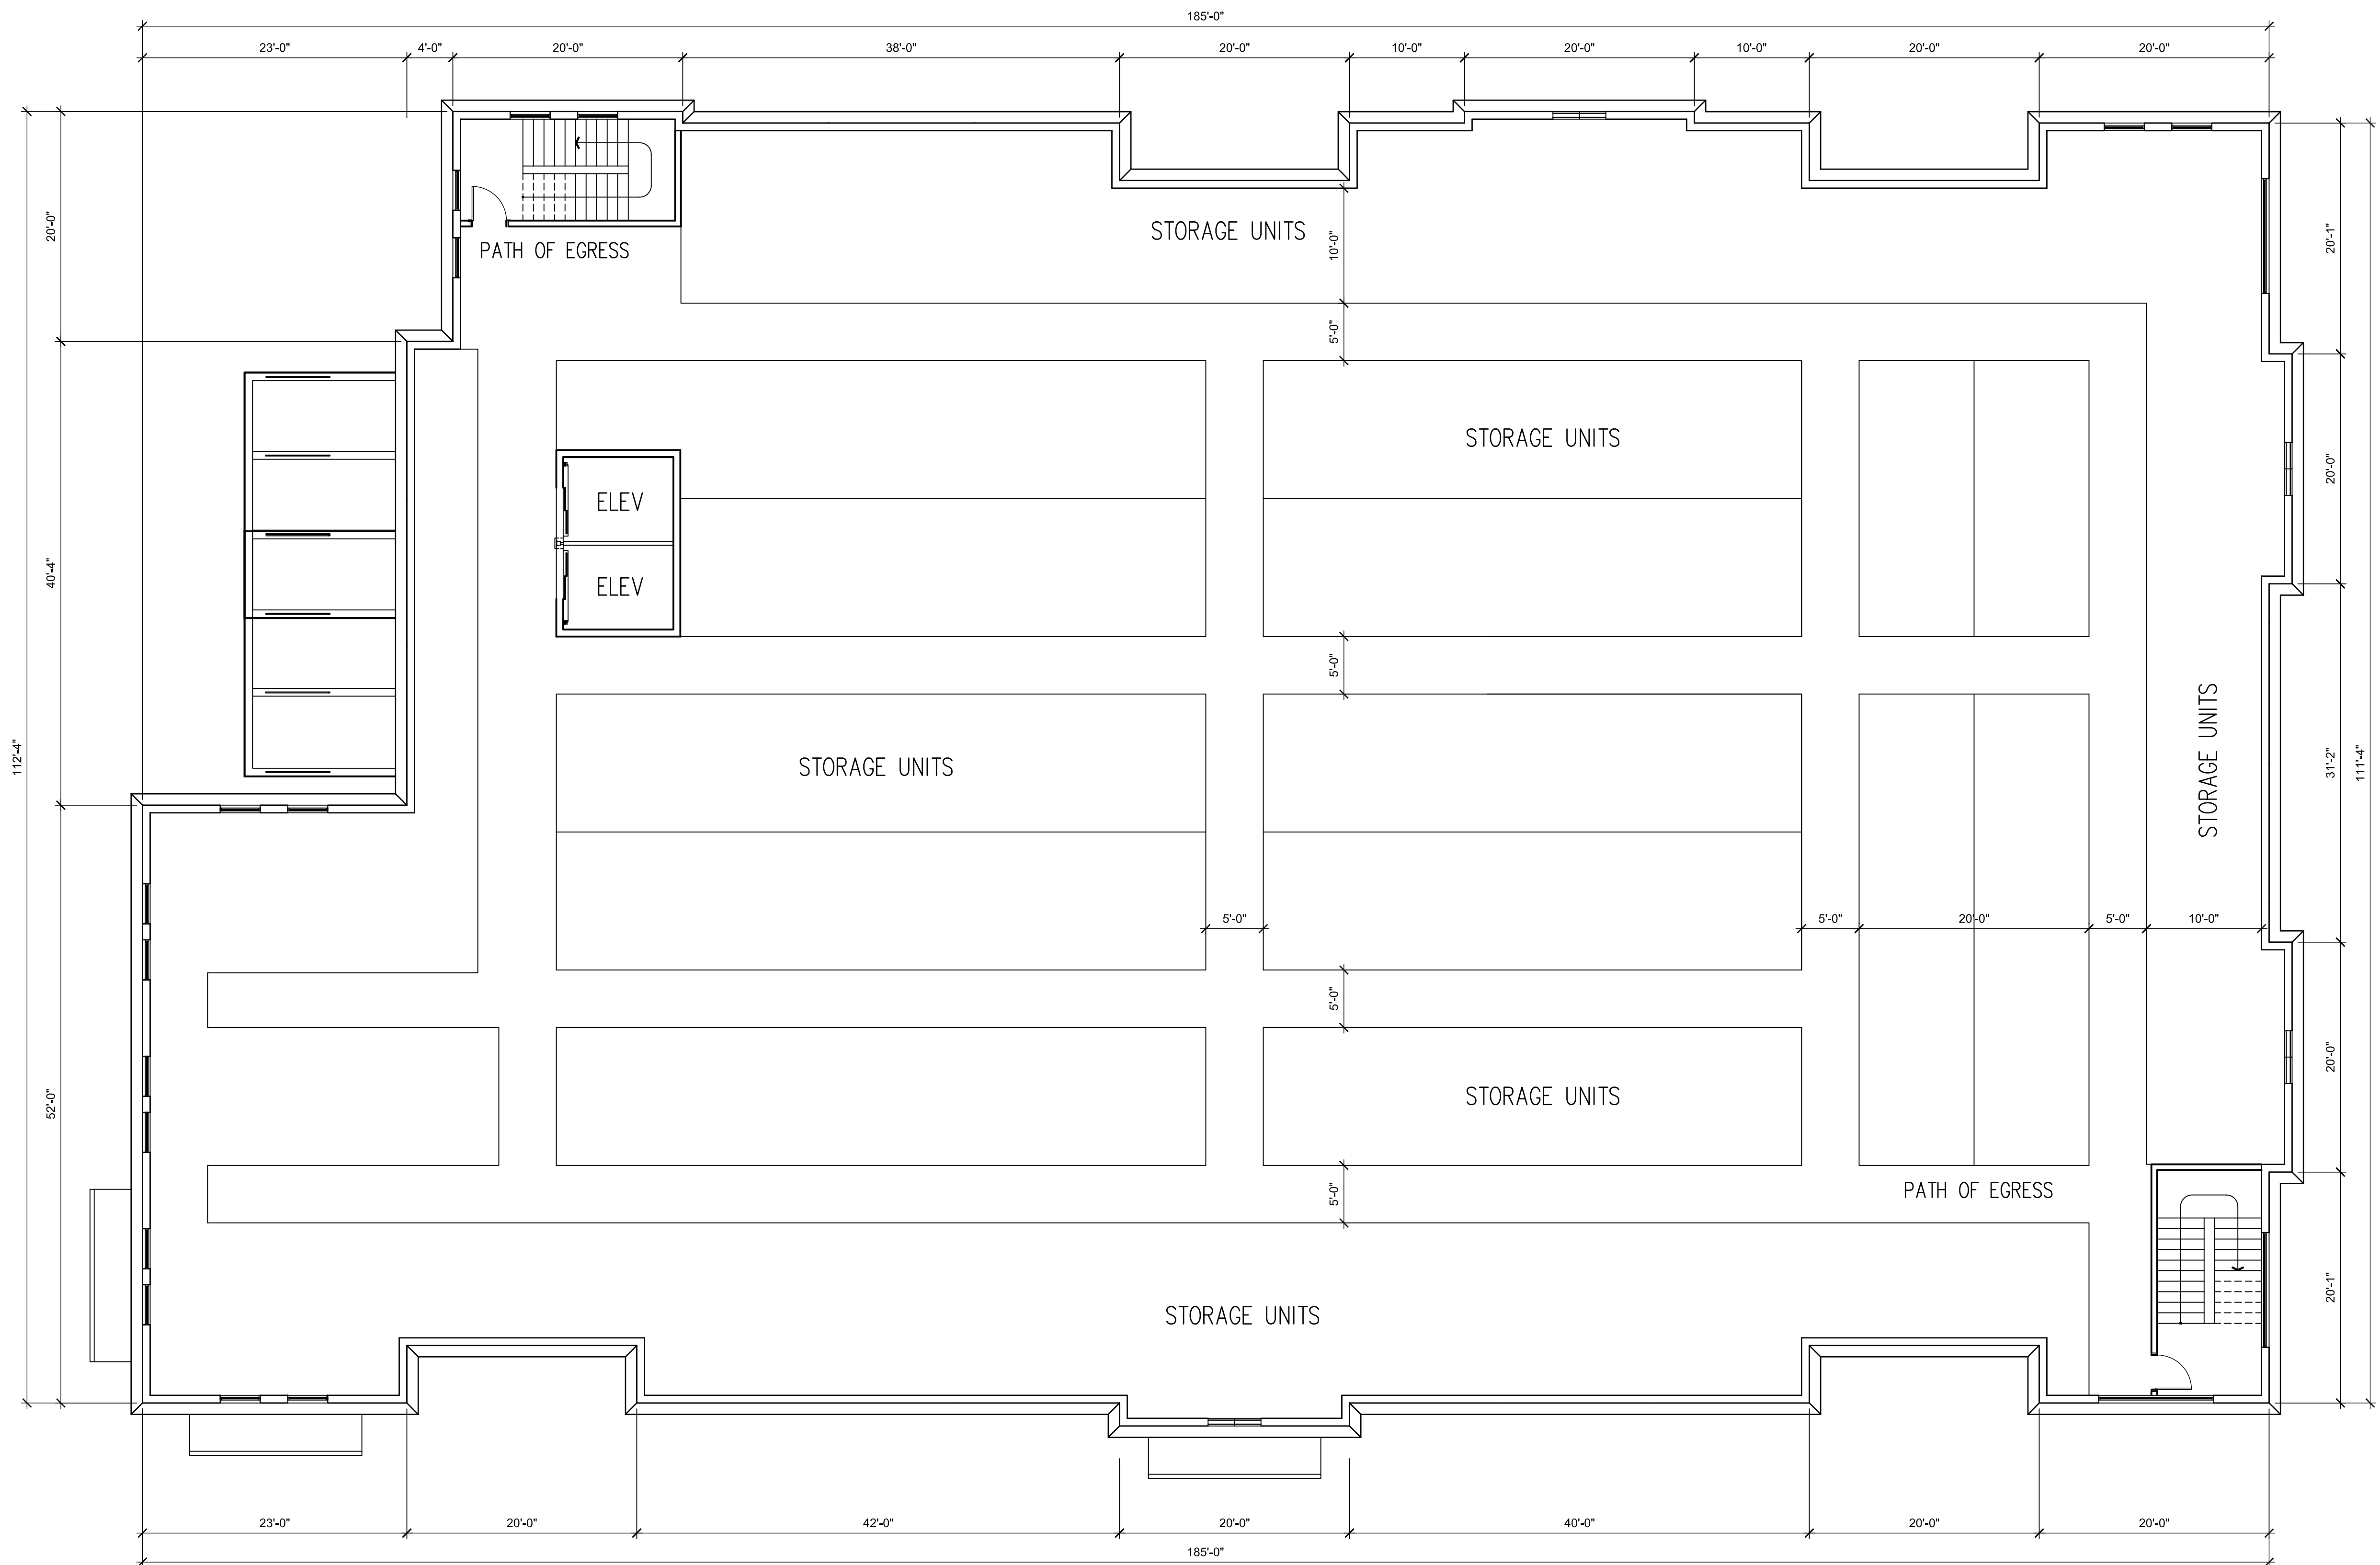 185'-0"
23'-0" 4'-0" 20'-0" 38'-0" 20'-0" 10'-0" 20'-0" 10'-0" 20'-0" 20'-0"
20'-0"
40'-4"
52'-0"
112'-4"
PATH OF EGRESS
STORAGE UNITS
10'-0"
5'-0"
STORAGE UNITS
ELEV
ELEV
5'-0"
STORAGE UNITS
STORAGE UNITS
5'-0" 5'-0" 20'-0" 5'-0" 10'-0"
5'-0"
STORAGE UNITS
PATH OF EGRESS
5'-0"
STORAGE UNITS
20'-1"
20'-0"
31'-2"
20'-0"
20'-1"
111'-4"
23'-0" 20'-0" 42'-0" 20'-0" 40'-0" 20'-0" 20'-0"
185'-0"